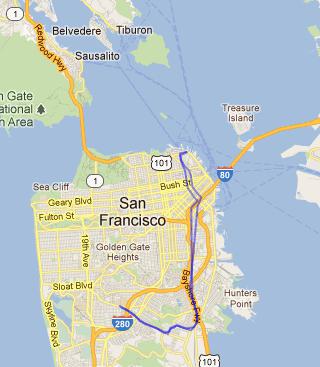 1
Belvedere
Tiburon
Redwood Hwy
Sausalito
n Gate
ational
h Area
Treasure
Island
101
80
Sea Cliff
1
Bush St
Geary Blvd
San
Francisco
Fulton St
19th Ave
Golden Gate
Heights
Sloat Blvd
Skyline Blvd
Bayshore Fwy
Hunters
Point
280
101